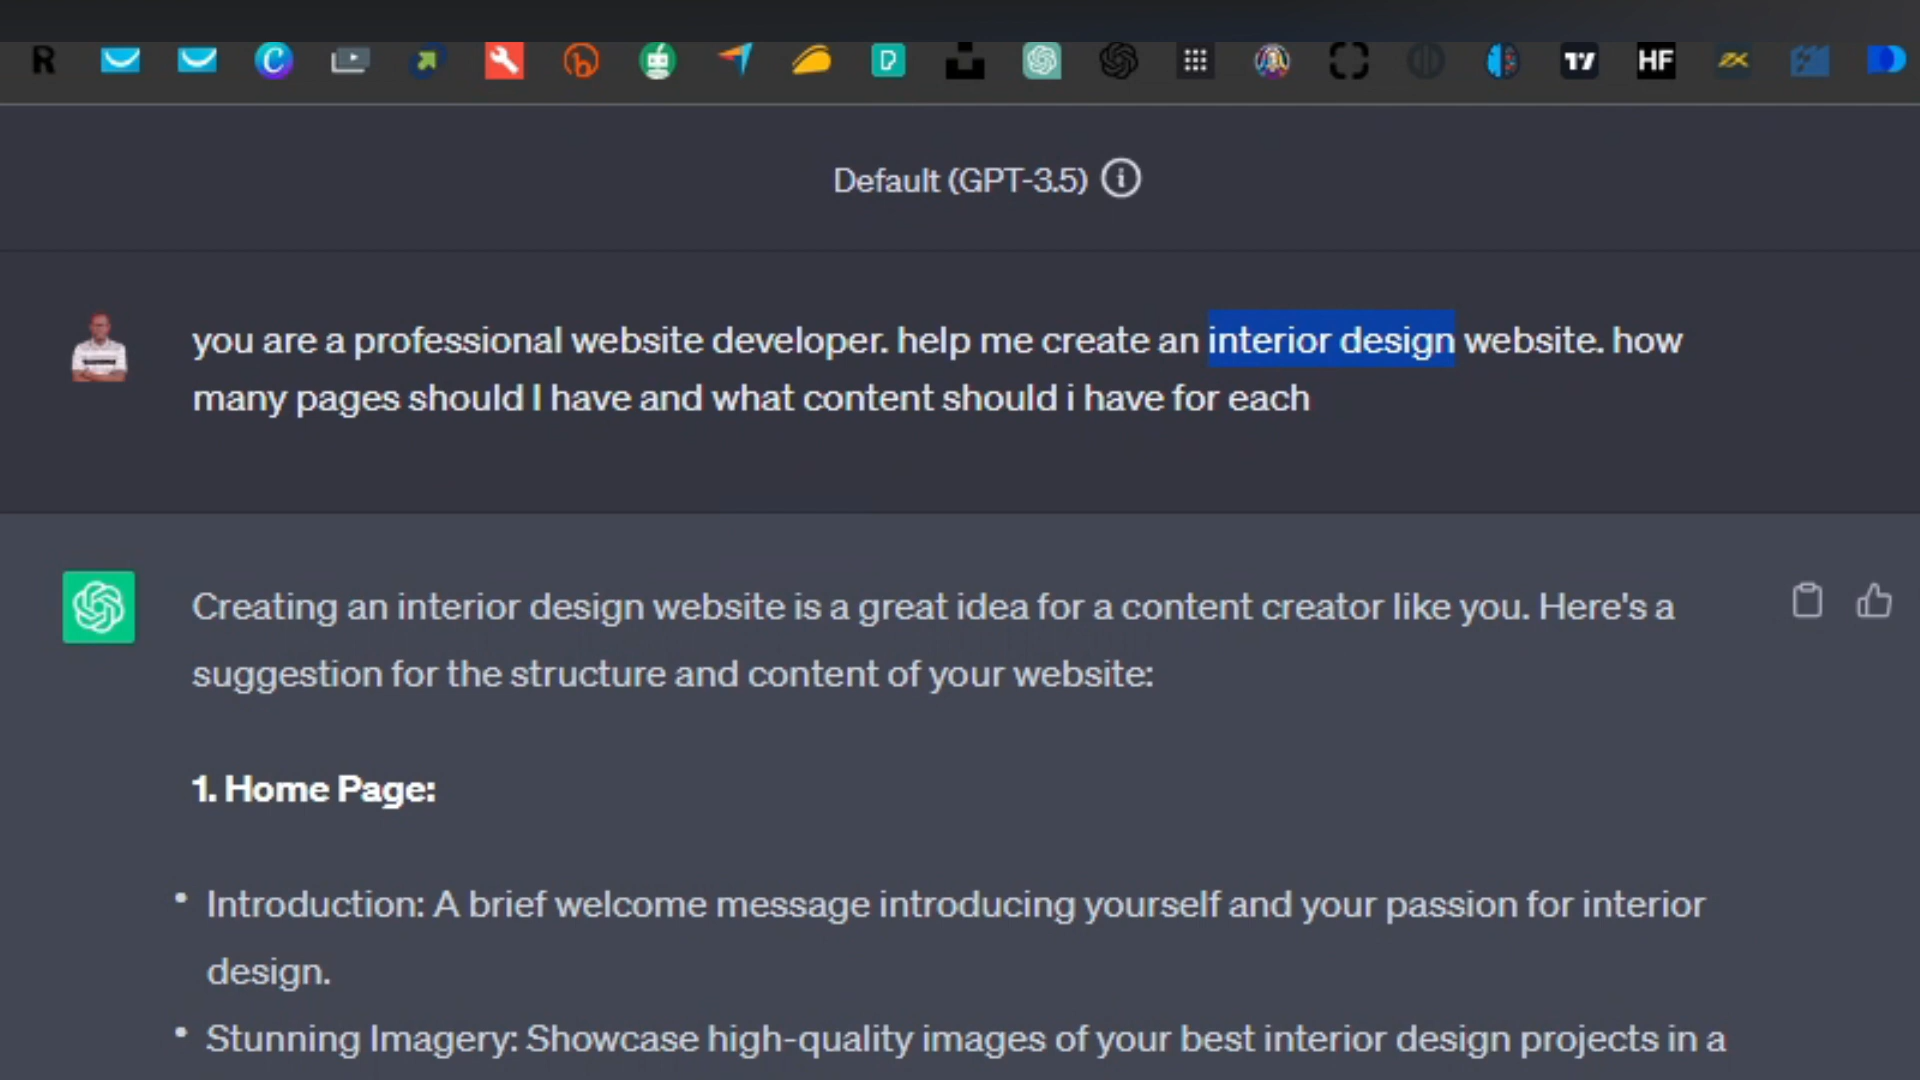 R
HF
Default (GPT-3.5)
you are a professional website developer. help me create an interior design website. how
many pages should I have and what content should i have for each
Creating an interior design website is a great idea for a content creator like you. Here's a
suggestion for the structure and content of your website:
1. Home Page:
• Introduction: A brief welcome message introducing yourself and your passion for interior
design.
• Stunning Imagery: Showcase high-quality images of your best interior design projects in a